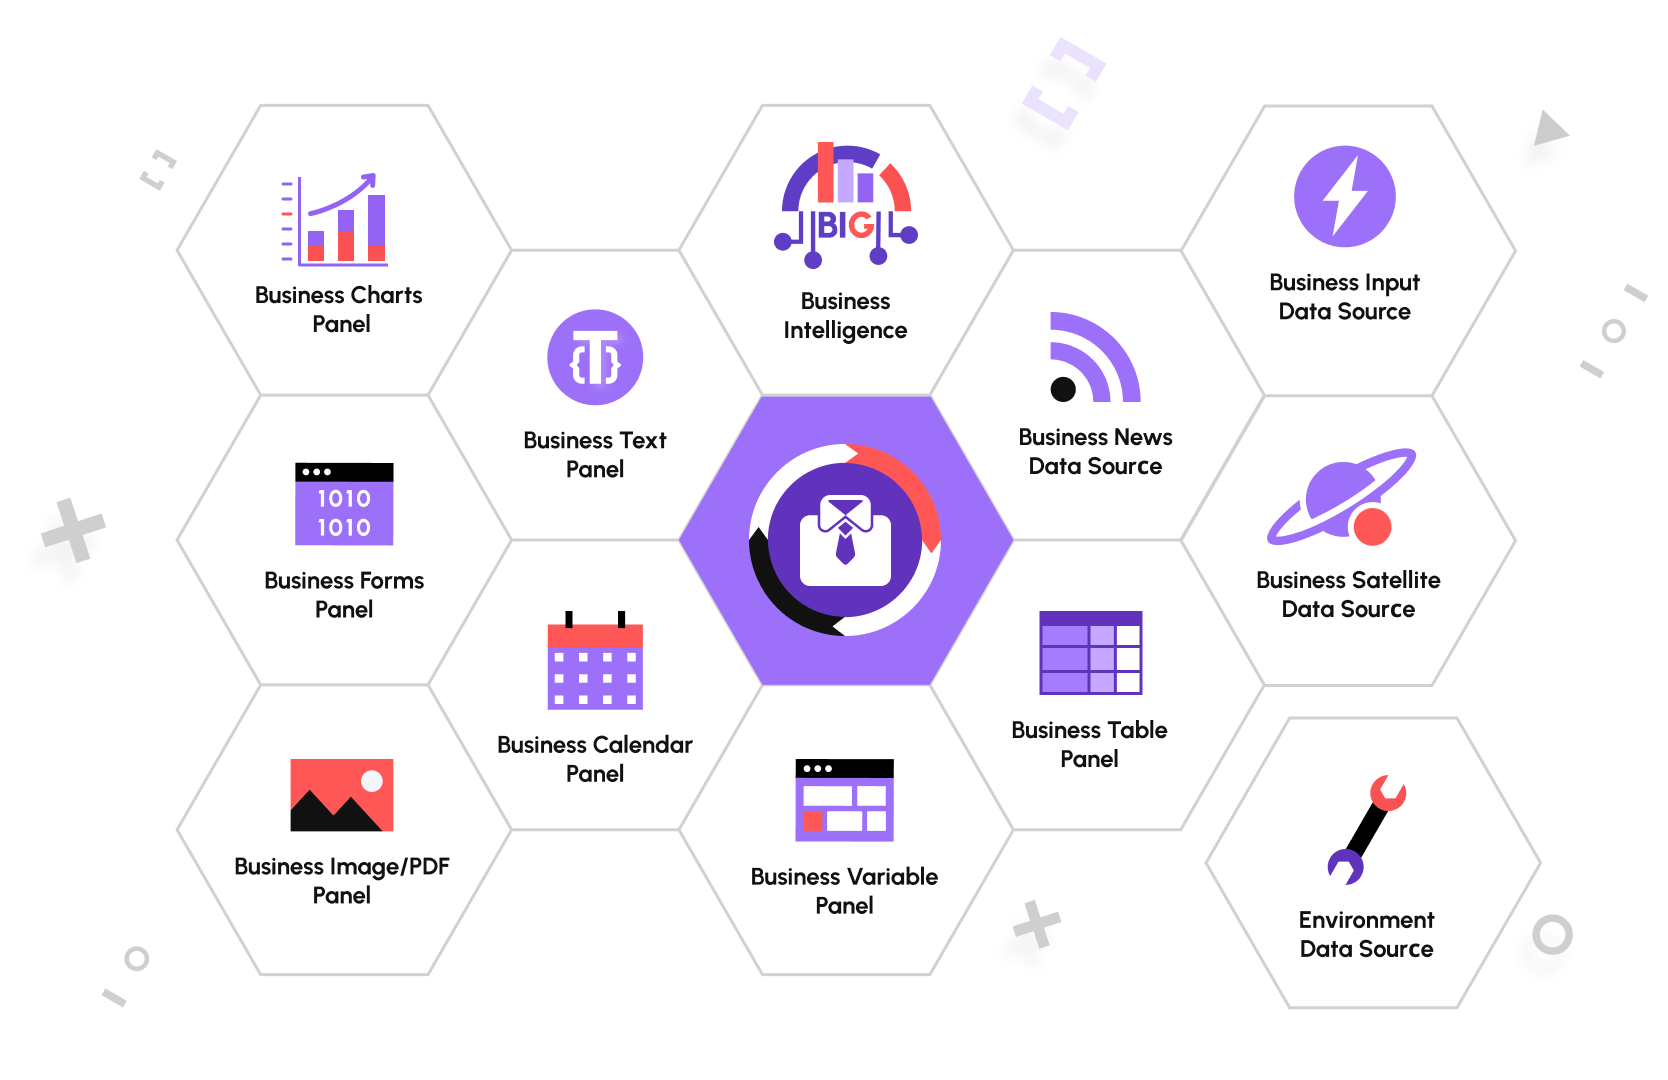 Business Charts
Panel
BIG
Business
Intelligence
Business Input
Data Source
T
Business Text
Panel
Business News
Data Source
1010
1010
Business Forms
Panel
Business Satellite
Data Source
Business Calendar
Panel
Business Table
Panel
Business Image/PDF
Panel
Business Variable
Panel
Environment
Data Source